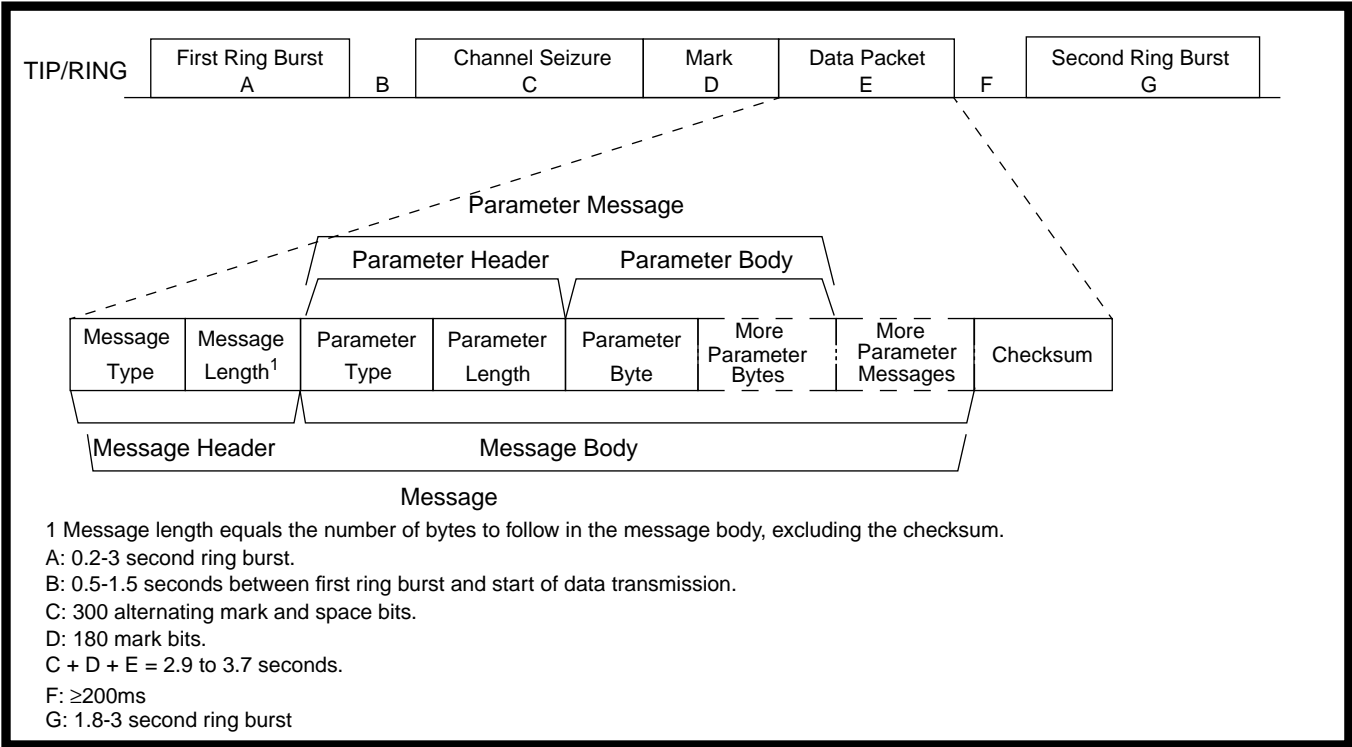 TIP/RING
First Ring Burst
A
B
Channel Seizure
C
Mark
D
Data Packet
E
F
Second Ring Burst
G
Parameter Message
Parameter Header
Parameter Body
Message
Type
Message
Length1
Parameter
Type
Parameter
Length
Parameter
Byte
More
Parameter
Bytes
More
Parameter
Messages
Checksum
Message Header
Message Body
Message
1 Message length equals the number of bytes to follow in the message body, excluding the checksum.
A: 0.2-3 second ring burst.
B: 0.5-1.5 seconds between first ring burst and start of data transmission.
C: 300 alternating mark and space bits.
D: 180 mark bits.
C + D + E = 2.9 to 3.7 seconds.
F: ≥200ms
G: 1.8-3 second ring burst